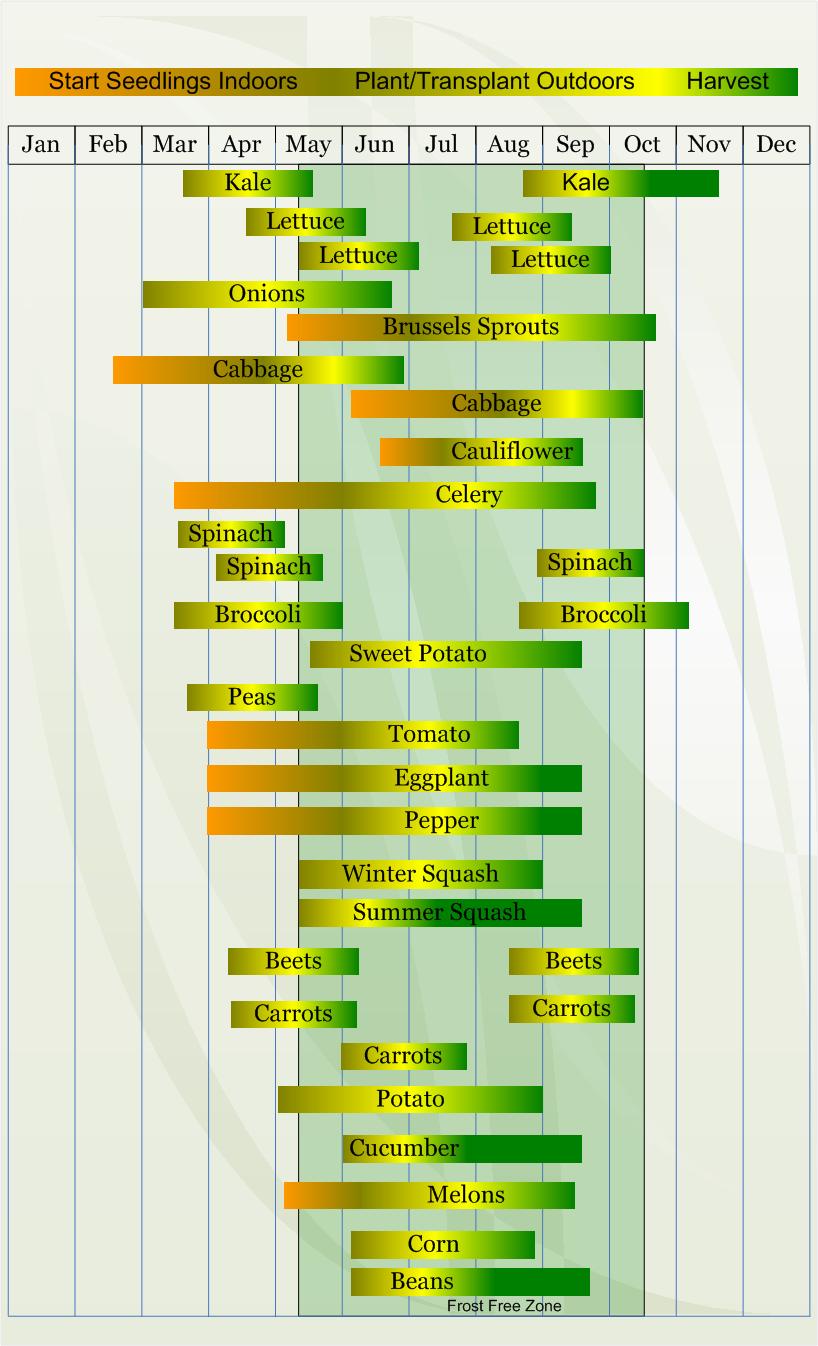 Start Seedlings Indoors Plant/Transplant Outdoors Harvest
Jan Feb Mar Apr May Jun Jul Aug Sep Oct Nov Dec
Kale Kale
Lettuce Lettuce
Lettuce Lettuce
Onions
Brussels Sprouts
Cabbage
Cabbage
Cauliflower
Celery
Spinach
Spinach Spinach
Broccoli Broccoli
Sweet Potato
Peas
Tomato
Eggplant
Pepper
Winter Squash
Summer Squash
Beets Beets
Carrots Carrots
Carrots
Potato
Cucumber
Melons
Corn
Beans
Frost Free Zone